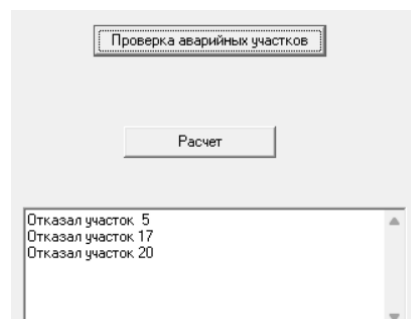 Проверка аварийных участков
Расчет
Отказал участок  5
Отказал участок 17
Отказал участок 20